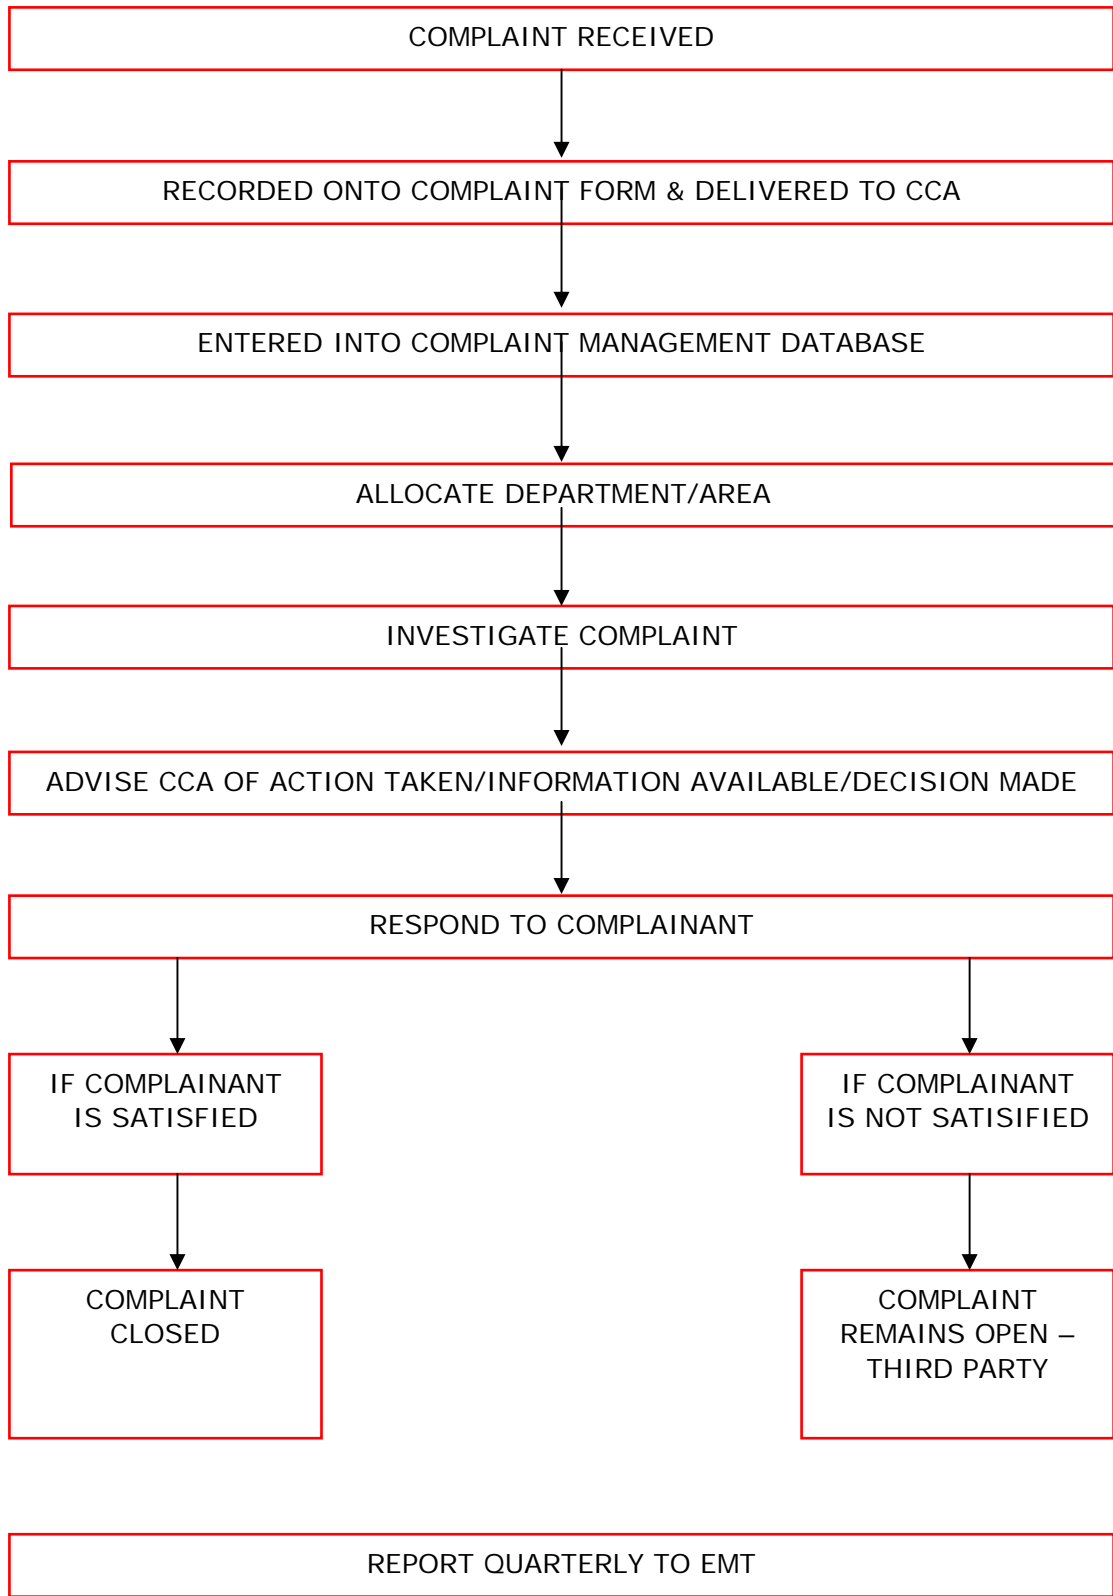 COMPLAINT RECEIVED
RECORDED ONTO COMPLAINT FORM & DELIVERED TO CCA
ENTERED INTO COMPLAINT MANAGEMENT DATABASE
ALLOCATE DEPARTMENT/AREA
INVESTIGATE COMPLAINT
ADVISE CCA OF ACTION TAKEN/INFORMATION AVAILABLE/DECISION MADE
RESPOND TO COMPLAINANT
IF COMPLAINANT
IS SATISFIED
IF COMPLAINANT
IS NOT SATISIFIED
COMPLAINT
CLOSED
COMPLAINT
REMAINS OPEN –
THIRD PARTY
REPORT QUARTERLY TO EMT